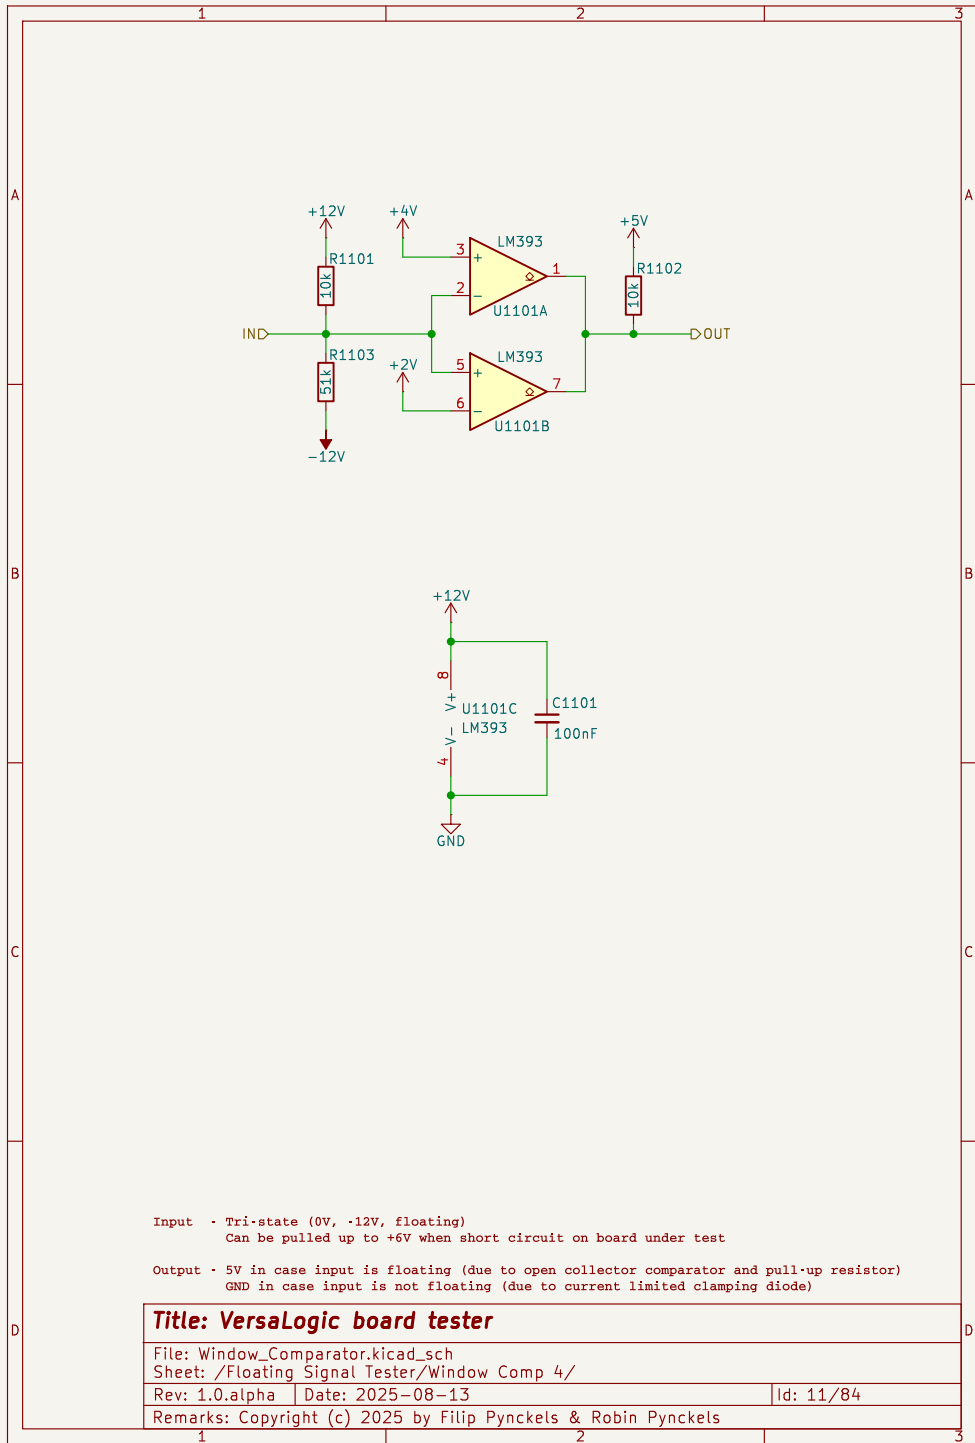 1 2 3
A A
+12V +4V
+5V
LM393
R1101
10k
3 +
2 -
1
U1101A
R1102
10k
IN
OUT
R1103
51k
+2V
LM393
5 +
6 -
7
U1101B
-12V
B B
+12V
8
V+
U1101C
LM393
V-
4
C1101
100nF
GND
C C
Input - Tri-state (0V, -12V, floating)
Can be pulled up to +6V when short circuit on board under test
Output - 5V in case input is floating (due to open collector comparator and pull-up resistor)
GND in case input is not floating (due to current limited clamping diode)
D D
Title: VersaLogic board tester
File: Window_Comparator.kicad_sch
Sheet: /Floating Signal Tester/Window Comp 4/
Rev: 1.0.alpha Date: 2025-08-13 Id: 11/84
Remarks: Copyright (c) 2025 by Filip Pynckels & Robin Pynckels
1 2 3